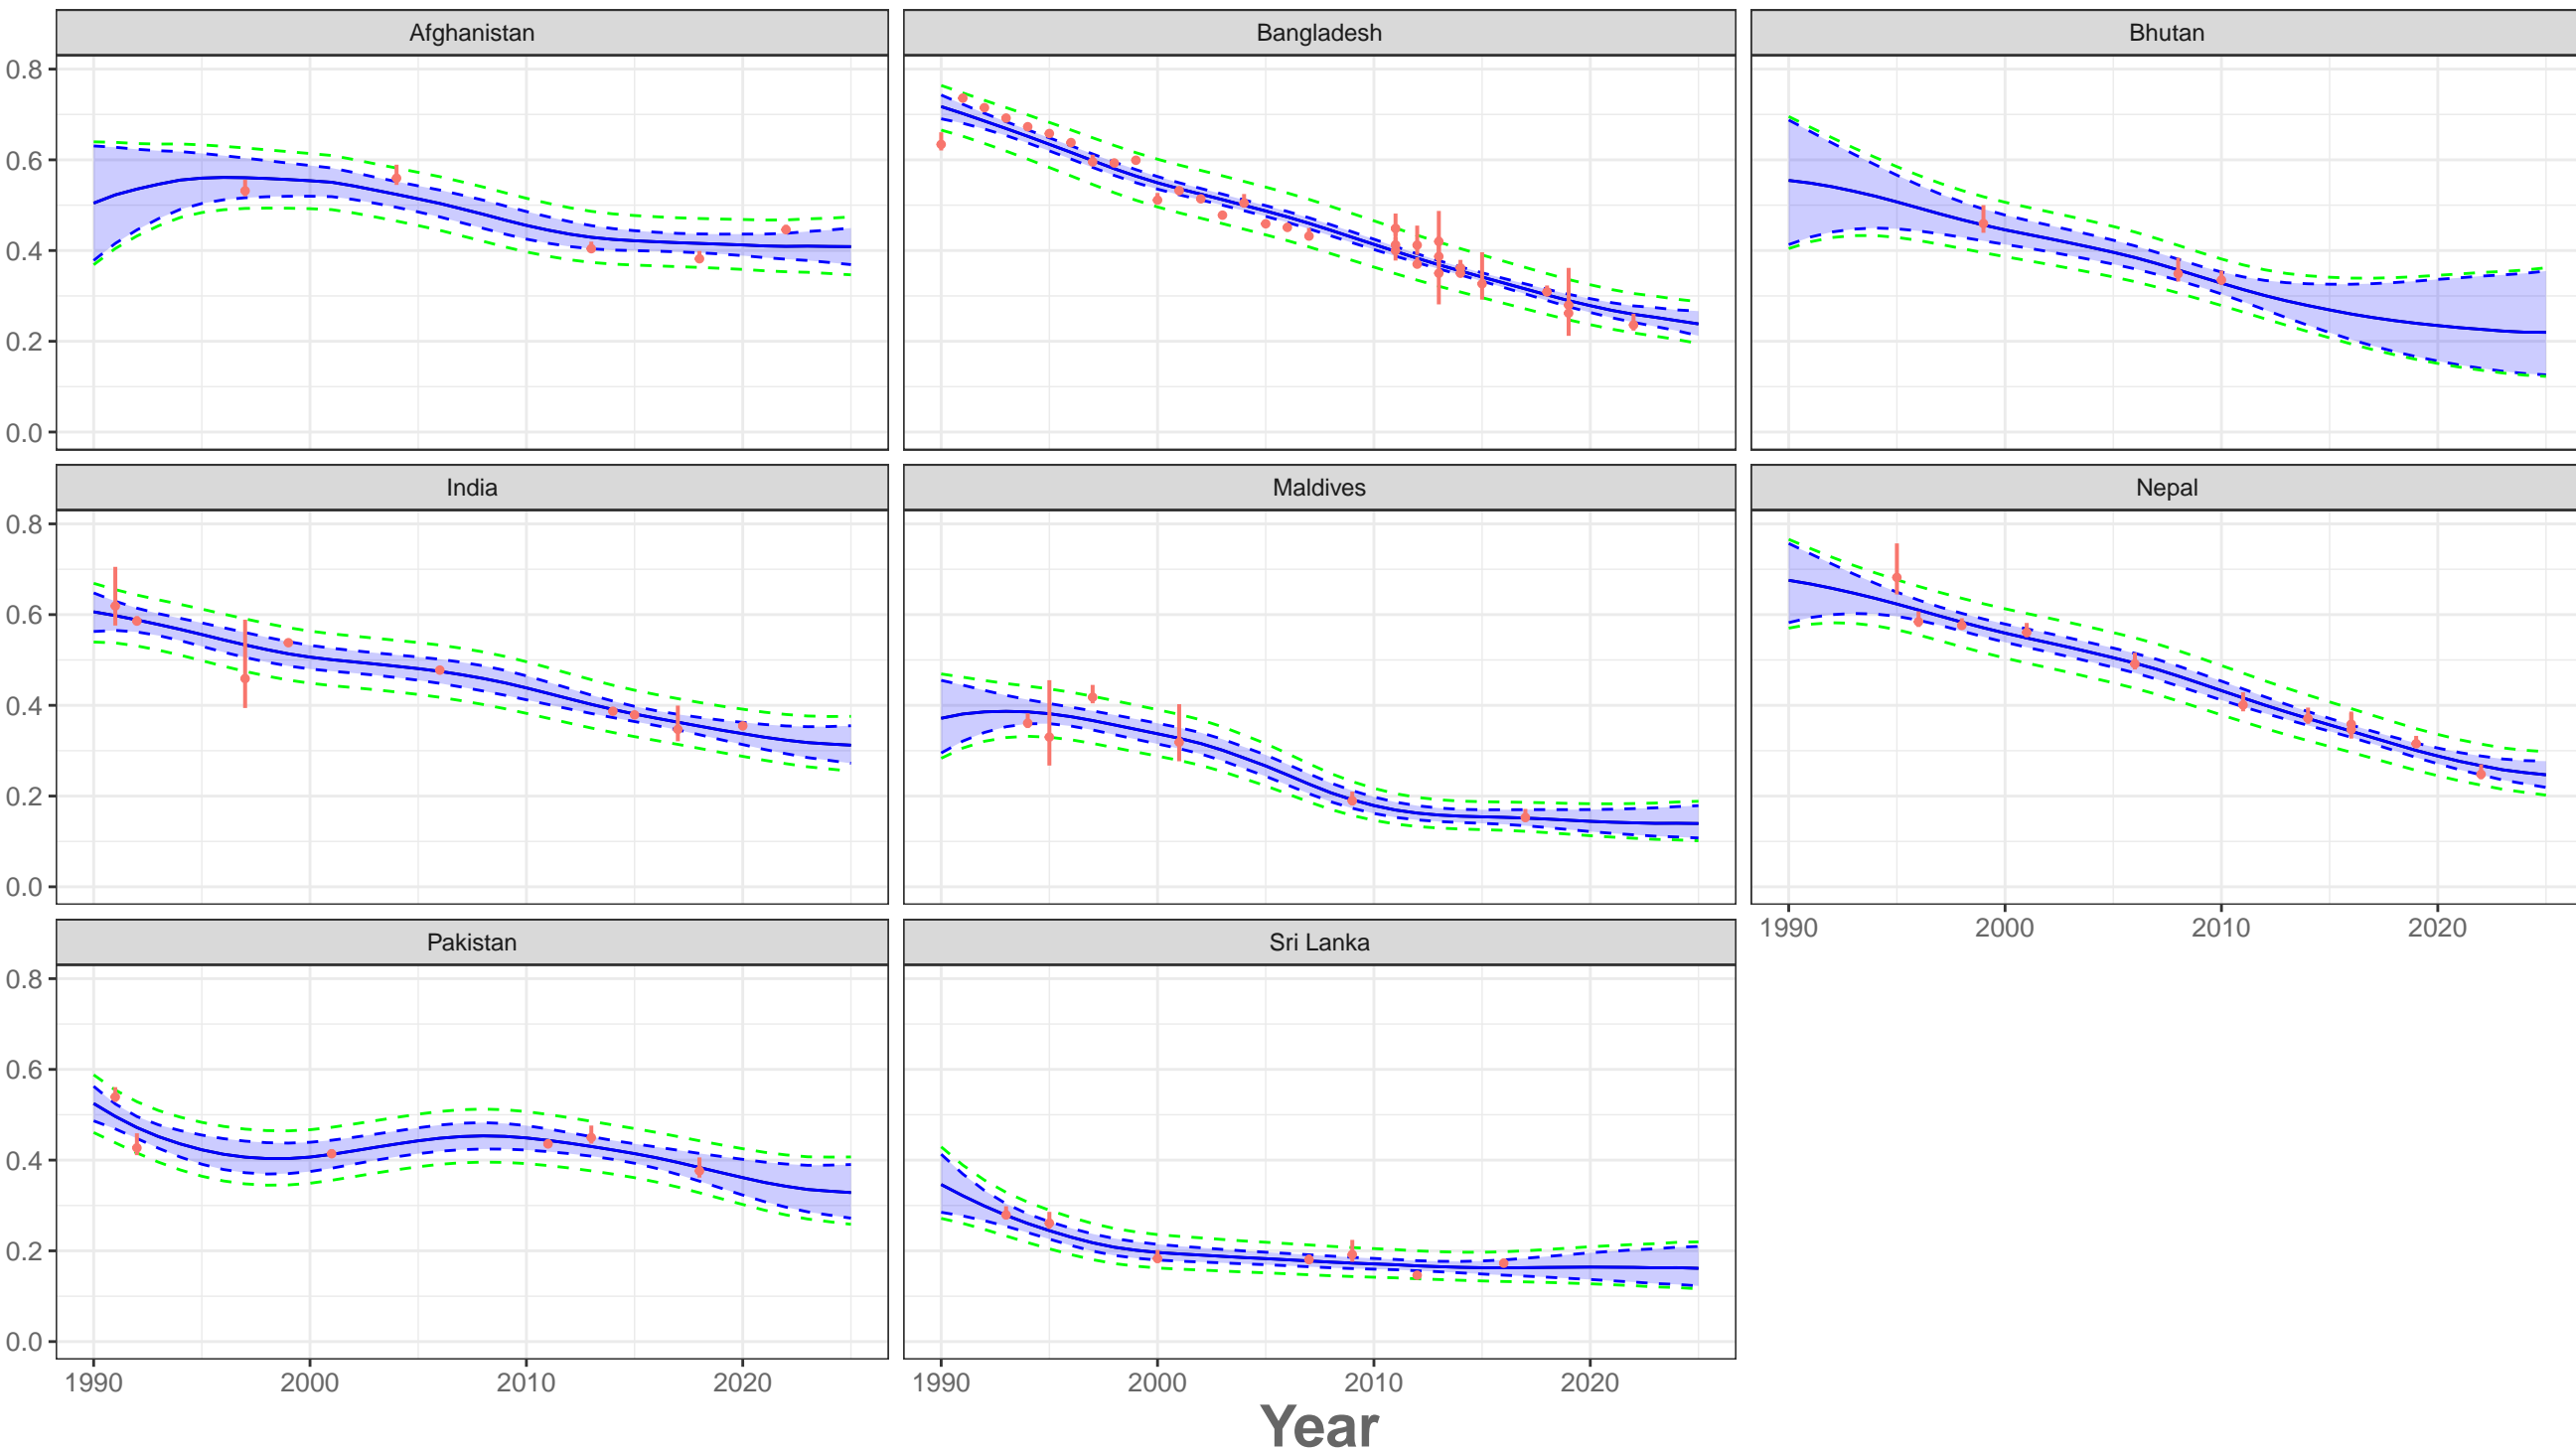 Afghanistan Bangladesh Bhutan
0.8
0.6
0.4
0.2
0.0
India Maldives Nepal
0.8
0.6
0.4
0.2
0.0
1990 2000 2010 2020
Pakistan Sri Lanka
0.8
0.6
0.4
0.2
0.0
1990 2000 2010 2020 1990 2000 2010 2020
Year